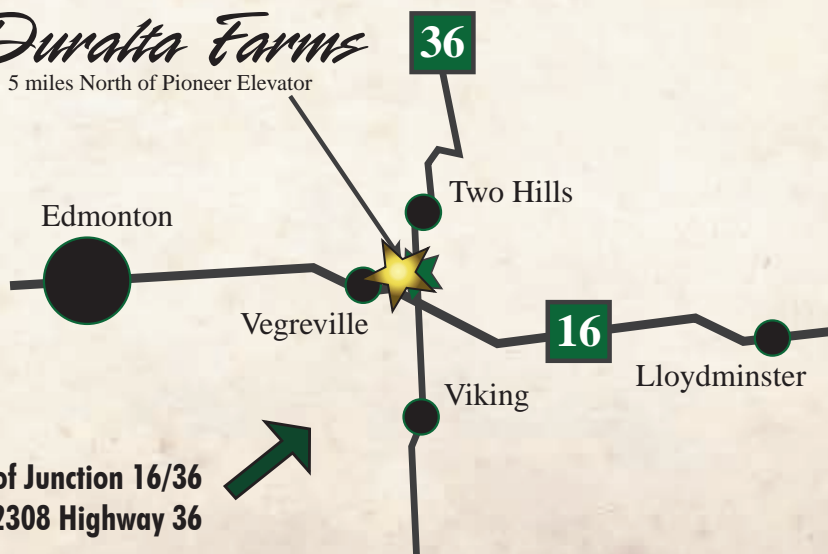 Duralta Farms
5 miles North of Pioneer Elevator
36
Two Hills
Edmonton
Vegreville
16
Lloydminster
Viking
of Junction 16/36
2308 Highway 36